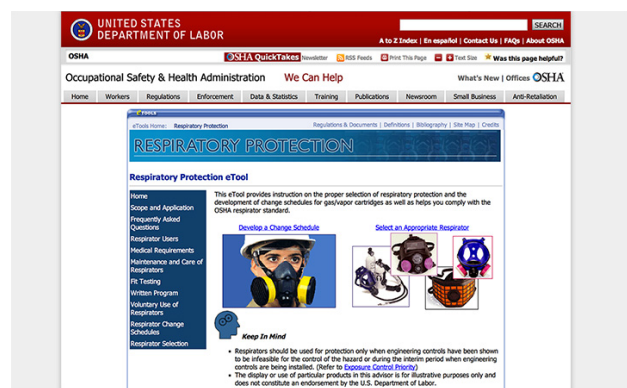 UNITED STATES
DEPARTMENT OF LABOR
SEARCH
A to Z Index | En español | Contact Us | FAQs | About OSHA
OSHA
OSHA QuickTakes Newsletter RSS Feeds Print This Page Text Size Was this page helpful?
Occupational Safety & Health Administration We Can Help
What's New | Offices OSHA
Home Workers Regulations Enforcement Data & Statistics Training Publications Newsroom Small Business Anti-Retaliation
eTOOLS
eTools Home: Respiratory Protection
Regulations & Documents | Definitions | Bibliography | Site Map | Credits
RESPIRATORY PROTECTION
Respiratory Protection eTool
Home
Scope and Application
Frequently Asked
Questions
Respirator Users
Medical Requirements
Maintenance and Care of
Respirators
Fit Testing
Written Program
Voluntary Use of
Respirators
Respirator Change
Schedules
Respirator Selection
This eTool provides instruction on the proper selection of respiratory protection and the
development of change schedules for gas/vapor cartridges as well as helps you comply with the
OSHA respirator standard.
Develop a Change Schedule
Select an Appropriate Respirator
Keep In Mind
Respirators should be used for protection only when engineering controls have been shown
to be infeasible for the control of the hazard or during the interim period when engineering
controls are being installed. (Refer to Exposure Control Priority)
The display or use of particular products in this advisor is for illustrative purposes only and
does not constitute an endorsement by the U.S. Department of Labor.